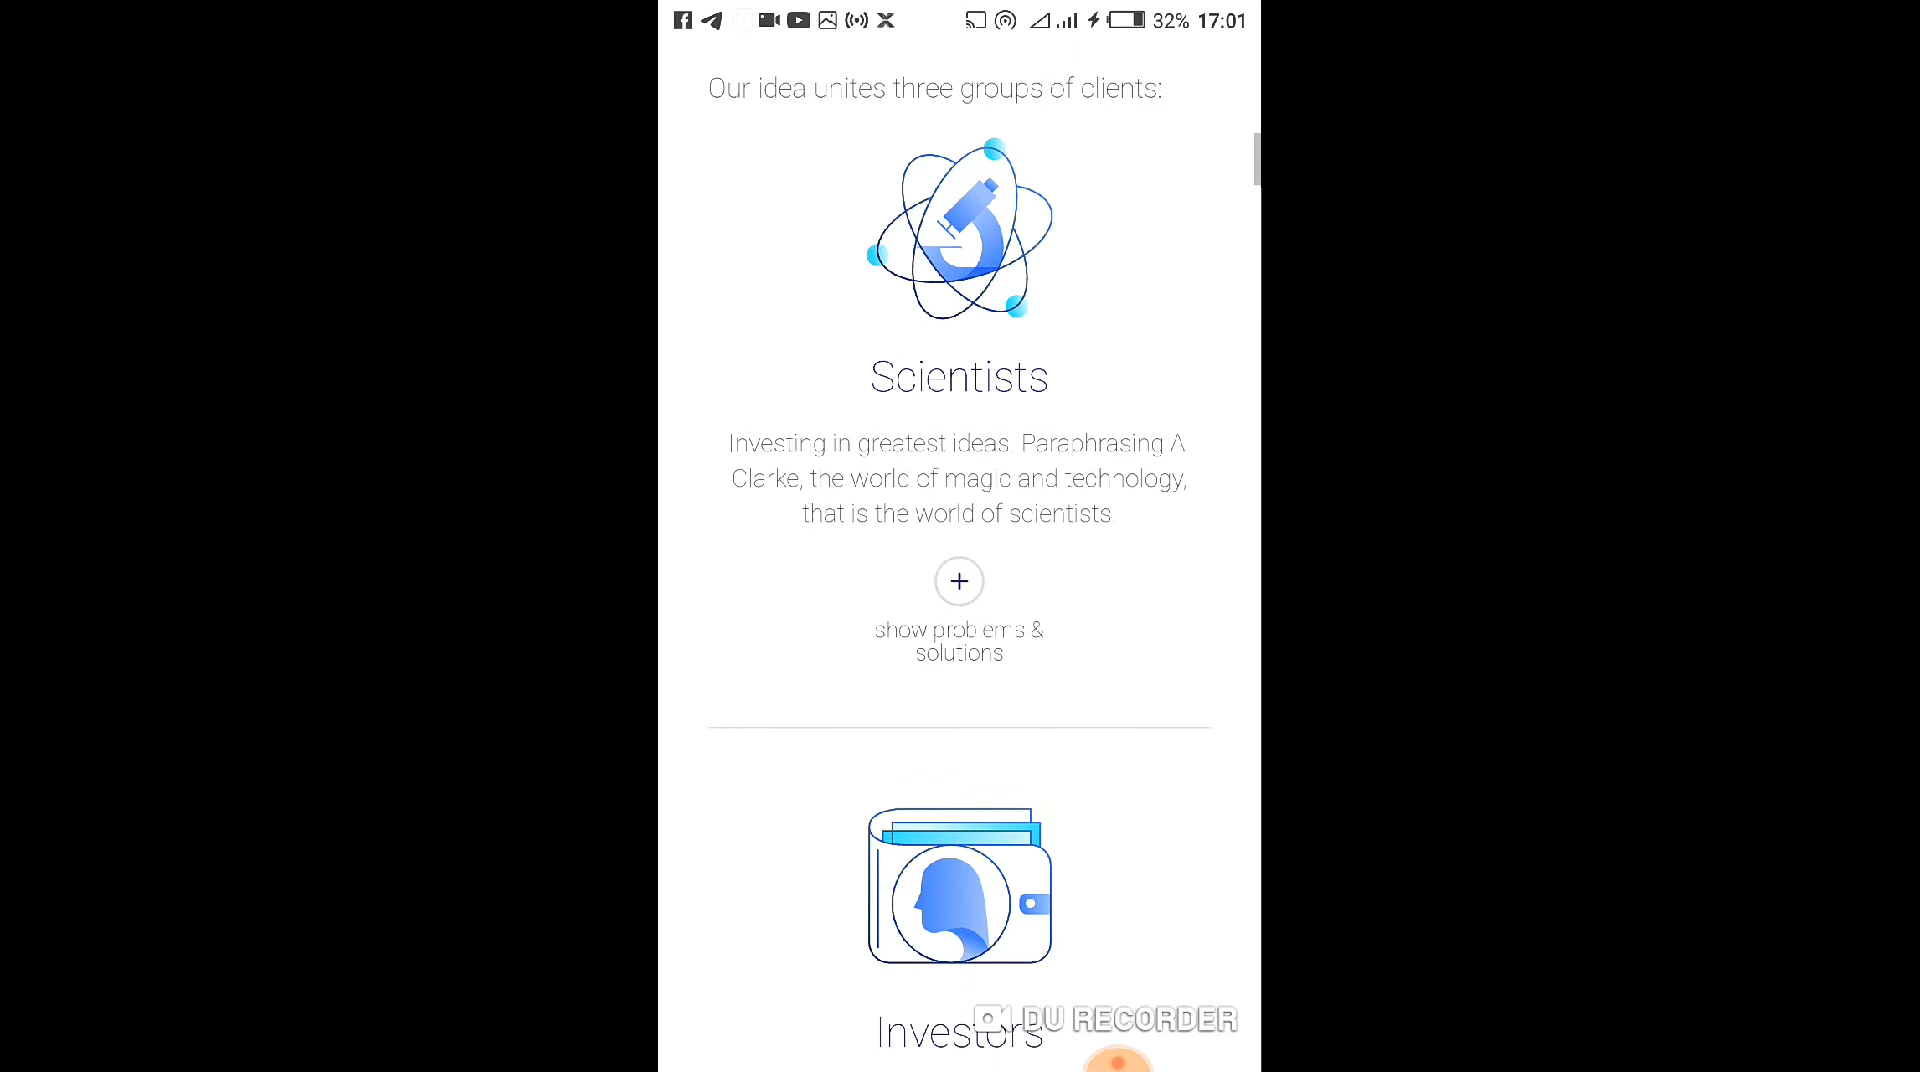 32% 17:01
Our idea unites three groups of clients:
Scientists
Investing in greatest ideas. Paraphrasing A
Clarke, the world of magic and technology,
that is the world of scientists.
show problems &
solutions
Investors
DU RECORDER